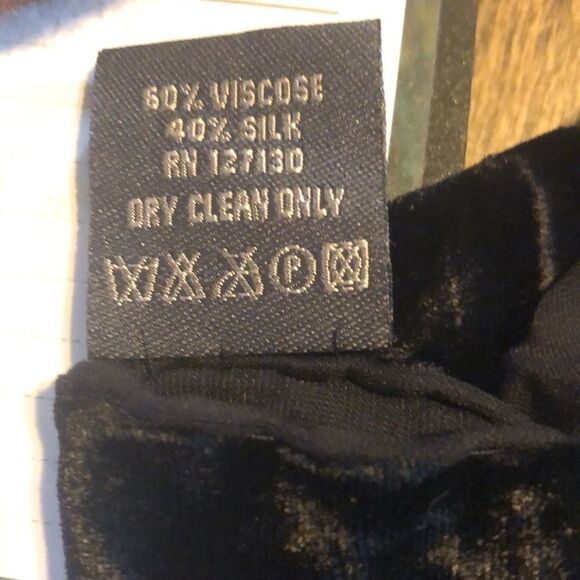 60% VISCOSE
40% SILK
RN 127130
DRY CLEAN ONLY
P